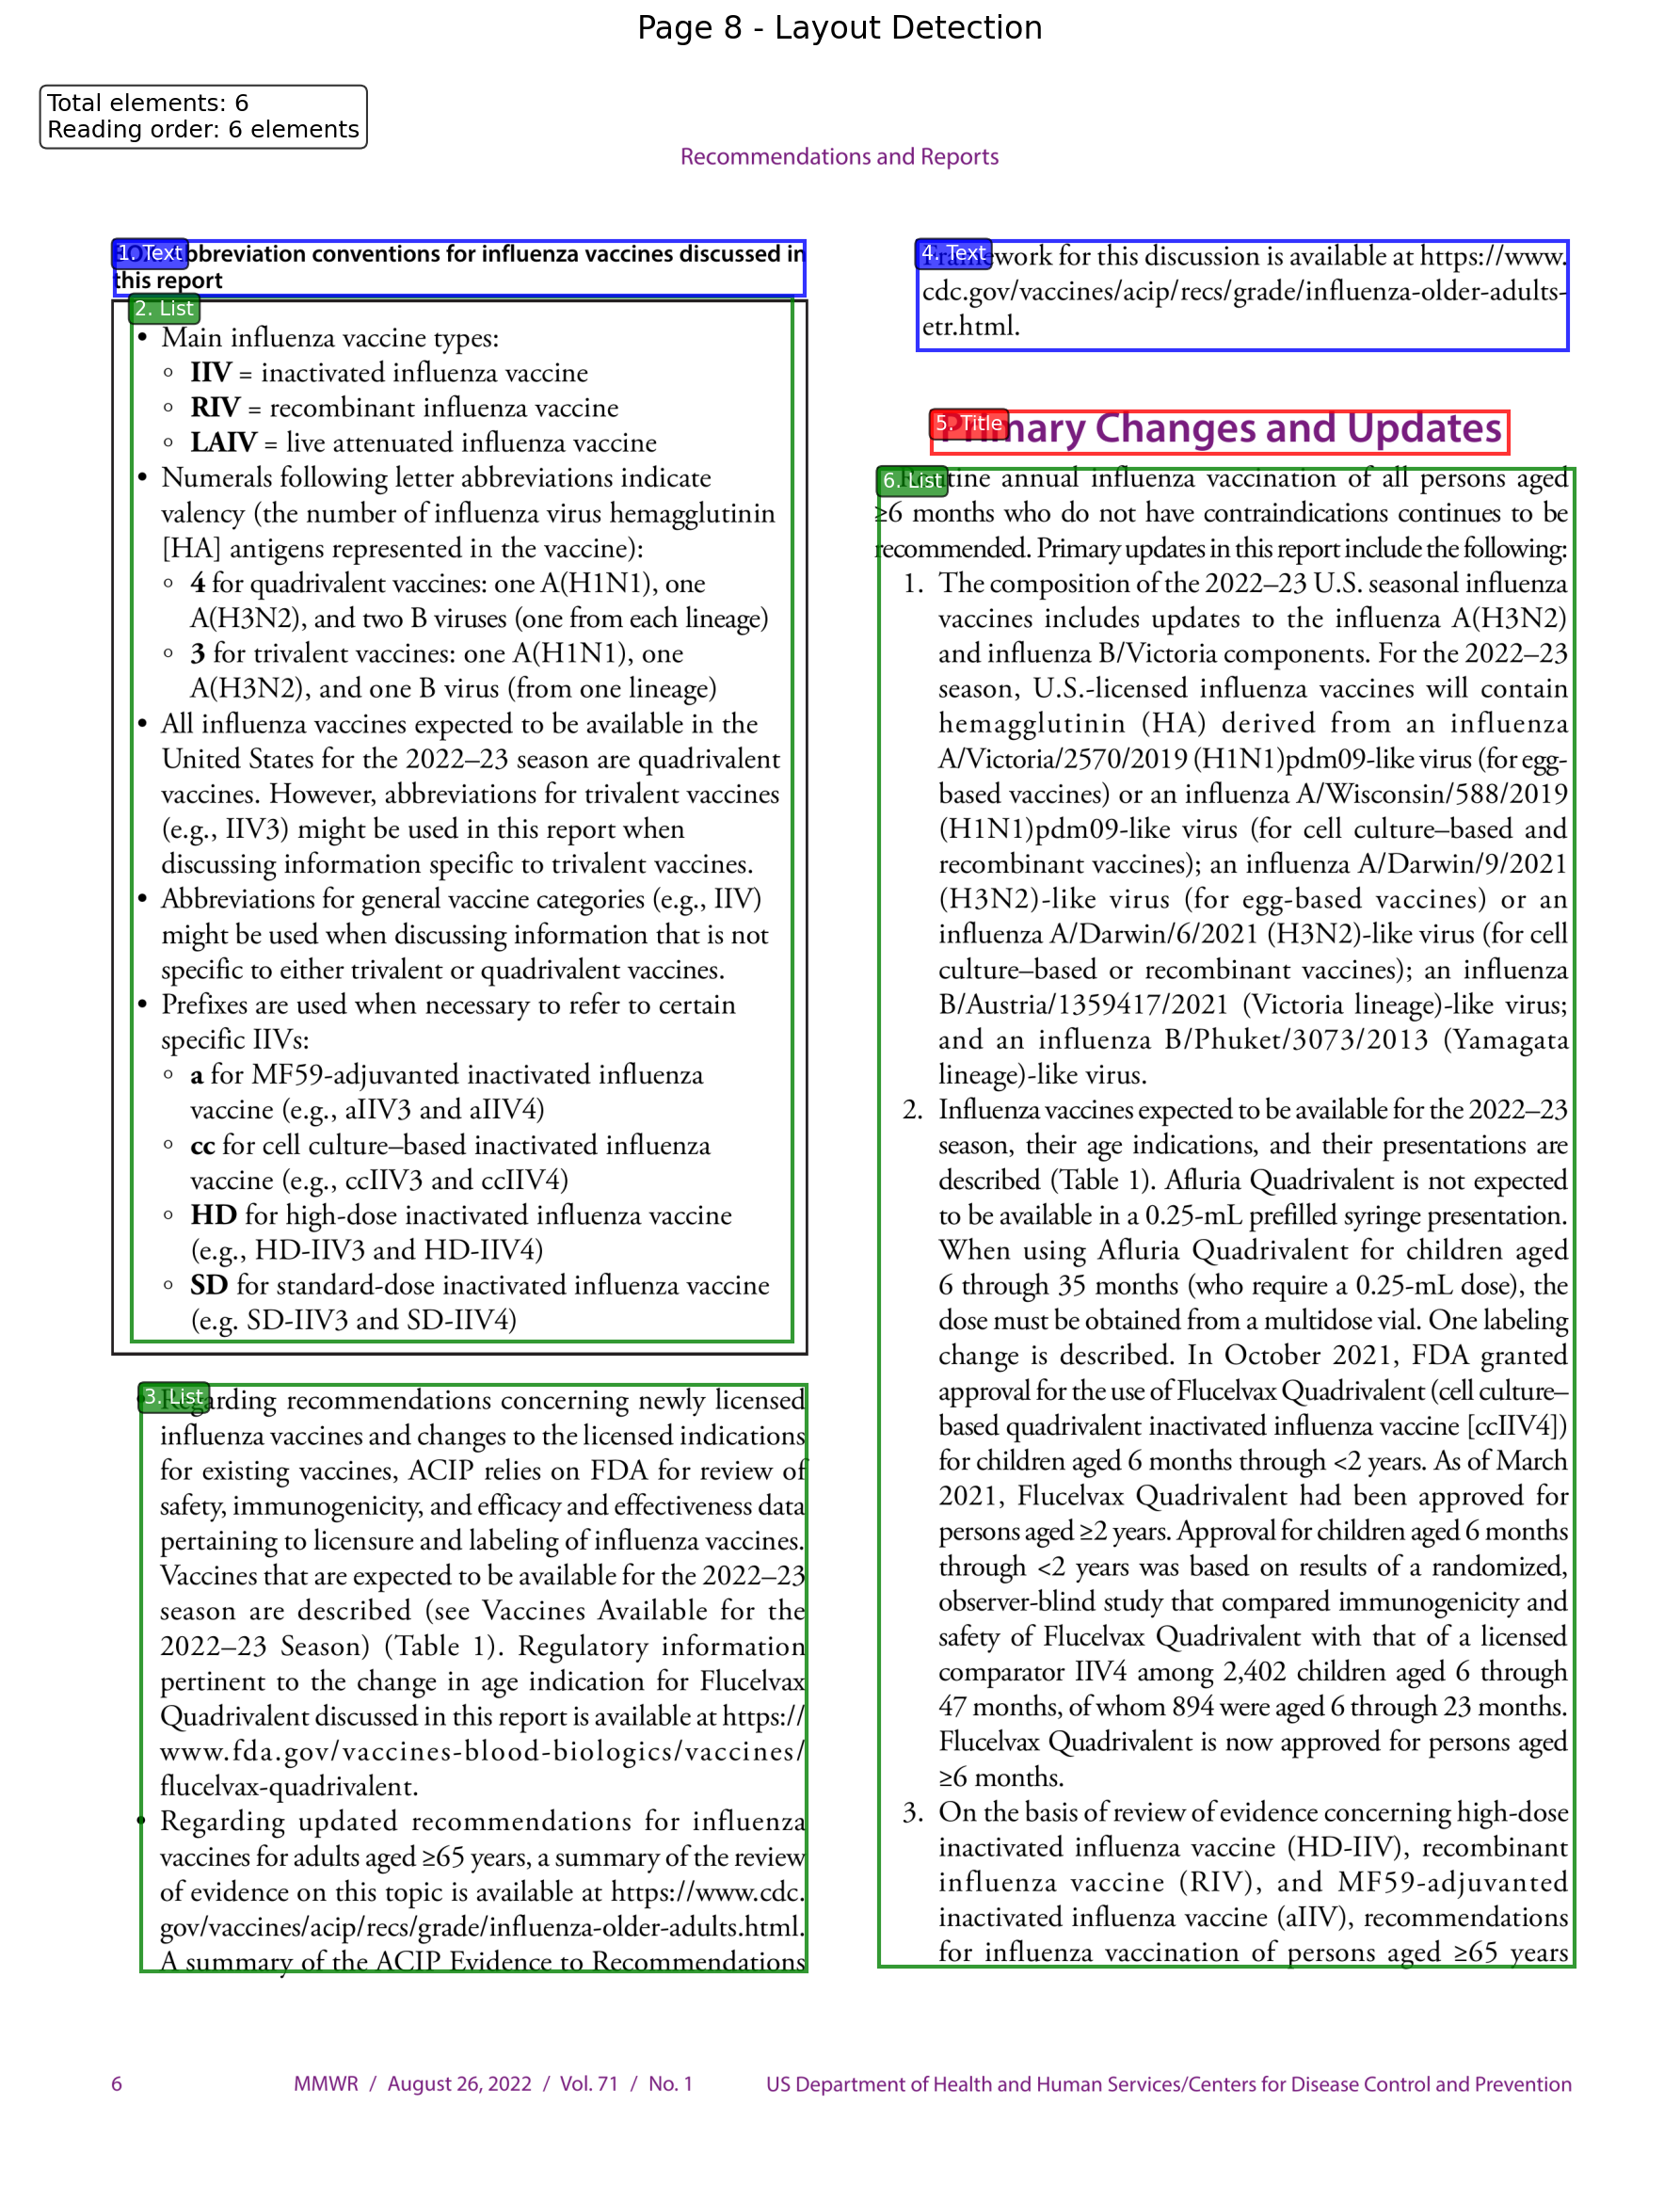 Page 8 - Layout Detection
Total elements: 6
Reading order: 6 elements
Recommendations and Reports
1. Text
bbreviation conventions for influenza vaccines discussed in
this report
2. List
• Main influenza vaccine types:
◦ IIV = inactivated influenza vaccine
◦ RIV = recombinant influenza vaccine
◦ LAIV = live attenuated influenza vaccine
• Numerals following letter abbreviations indicate
valency (the number of influenza virus hemagglutinin
[HA] antigens represented in the vaccine):
◦ 4 for quadrivalent vaccines: one A(H1N1), one
A(H3N2), and two B viruses (one from each lineage)
◦ 3 for trivalent vaccines: one A(H1N1), one
A(H3N2), and one B virus (from one lineage)
• All influenza vaccines expected to be available in the
United States for the 2022–23 season are quadrivalent
vaccines. However, abbreviations for trivalent vaccines
(e.g., IIV3) might be used in this report when
discussing information specific to trivalent vaccines.
• Abbreviations for general vaccine categories (e.g., IIV)
might be used when discussing information that is not
specific to either trivalent or quadrivalent vaccines.
• Prefixes are used when necessary to refer to certain
specific IIVs:
◦ a for MF59-adjuvanted inactivated influenza
vaccine (e.g., aIIV3 and aIIV4)
◦ cc for cell culture–based inactivated influenza
vaccine (e.g., ccIIV3 and ccIIV4)
◦ HD for high-dose inactivated influenza vaccine
(e.g., HD-IIV3 and HD-IIV4)
◦ SD for standard-dose inactivated influenza vaccine
(e.g. SD-IIV3 and SD-IIV4)
3. List
• Regarding recommendations concerning newly licensed
influenza vaccines and changes to the licensed indications
for existing vaccines, ACIP relies on FDA for review of
safety, immunogenicity, and efficacy and effectiveness data
pertaining to licensure and labeling of influenza vaccines.
Vaccines that are expected to be available for the 2022–23
season are described (see Vaccines Available for the
2022–23 Season) (Table 1). Regulatory information
pertinent to the change in age indication for Flucelvax
Quadrivalent discussed in this report is available at https://
www.fda.gov/vaccines-blood-biologics/vaccines/
flucelvax-quadrivalent.
• Regarding updated recommendations for influenza
vaccines for adults aged ≥65 years, a summary of the review
of evidence on this topic is available at https://www.cdc.
gov/vaccines/acip/recs/grade/influenza-older-adults.html.
A summary of the ACIP Evidence to Recommendations
4. Text
Framework for this discussion is available at https://www.
cdc.gov/vaccines/acip/recs/grade/influenza-older-adults-
etr.html.
5. Title
Primary Changes and Updates
6. List
Routine annual influenza vaccination of all persons aged
≥6 months who do not have contraindications continues to be
recommended. Primary updates in this report include the following:
1. The composition of the 2022–23 U.S. seasonal influenza
vaccines includes updates to the influenza A(H3N2)
and influenza B/Victoria components. For the 2022–23
season, U.S.-licensed influenza vaccines will contain
hemagglutinin (HA) derived from an influenza
A/Victoria/2570/2019 (H1N1)pdm09-like virus (for egg-
based vaccines) or an influenza A/Wisconsin/588/2019
(H1N1)pdm09-like virus (for cell culture–based and
recombinant vaccines); an influenza A/Darwin/9/2021
(H3N2)-like virus (for egg-based vaccines) or an
influenza A/Darwin/6/2021 (H3N2)-like virus (for cell
culture–based or recombinant vaccines); an influenza
B/Austria/1359417/2021 (Victoria lineage)-like virus;
and an influenza B/Phuket/3073/2013 (Yamagata
lineage)-like virus.
2. Influenza vaccines expected to be available for the 2022–23
season, their age indications, and their presentations are
described (Table 1). Afluria Quadrivalent is not expected
to be available in a 0.25-mL prefilled syringe presentation.
When using Afluria Quadrivalent for children aged
6 through 35 months (who require a 0.25-mL dose), the
dose must be obtained from a multidose vial. One labeling
change is described. In October 2021, FDA granted
approval for the use of Flucelvax Quadrivalent (cell culture–
based quadrivalent inactivated influenza vaccine [ccIIV4])
for children aged 6 months through <2 years. As of March
2021, Flucelvax Quadrivalent had been approved for
persons aged ≥2 years. Approval for children aged 6 months
through <2 years was based on results of a randomized,
observer-blind study that compared immunogenicity and
safety of Flucelvax Quadrivalent with that of a licensed
comparator IIV4 among 2,402 children aged 6 through
47 months, of whom 894 were aged 6 through 23 months.
Flucelvax Quadrivalent is now approved for persons aged
≥6 months.
3. On the basis of review of evidence concerning high-dose
inactivated influenza vaccine (HD-IIV), recombinant
influenza vaccine (RIV), and MF59-adjuvanted
inactivated influenza vaccine (aIIV), recommendations
for influenza vaccination of persons aged ≥65 years
6 MMWR / August 26, 2022 / Vol. 71 / No. 1 US Department of Health and Human Services/Centers for Disease Control and Prevention